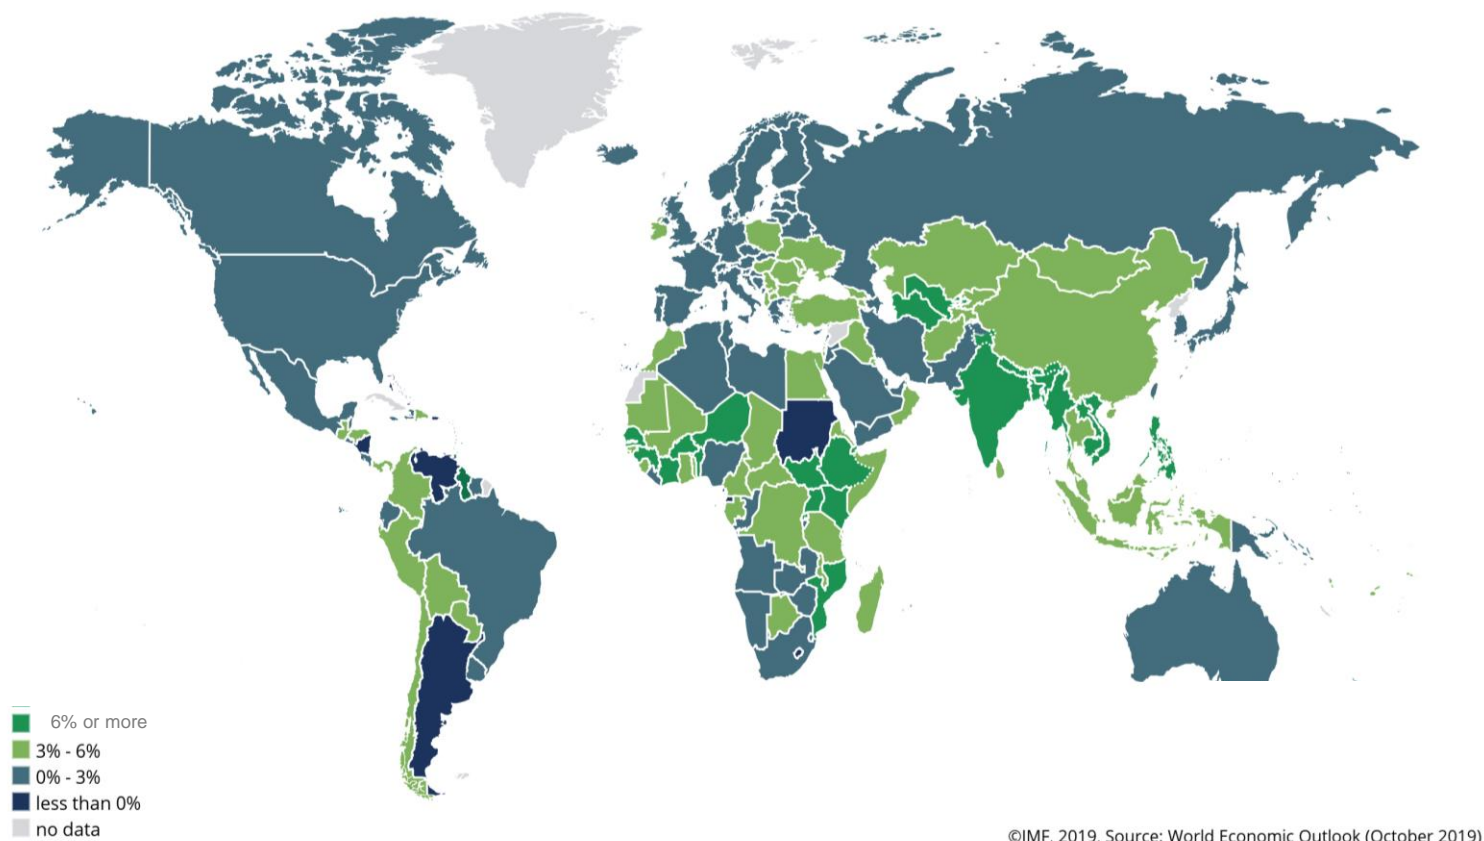 6% or more
3% - 6%
0% - 3%
less than 0%
no data
©IMF, 2019, Source: World Economic Outlook (October 2019)